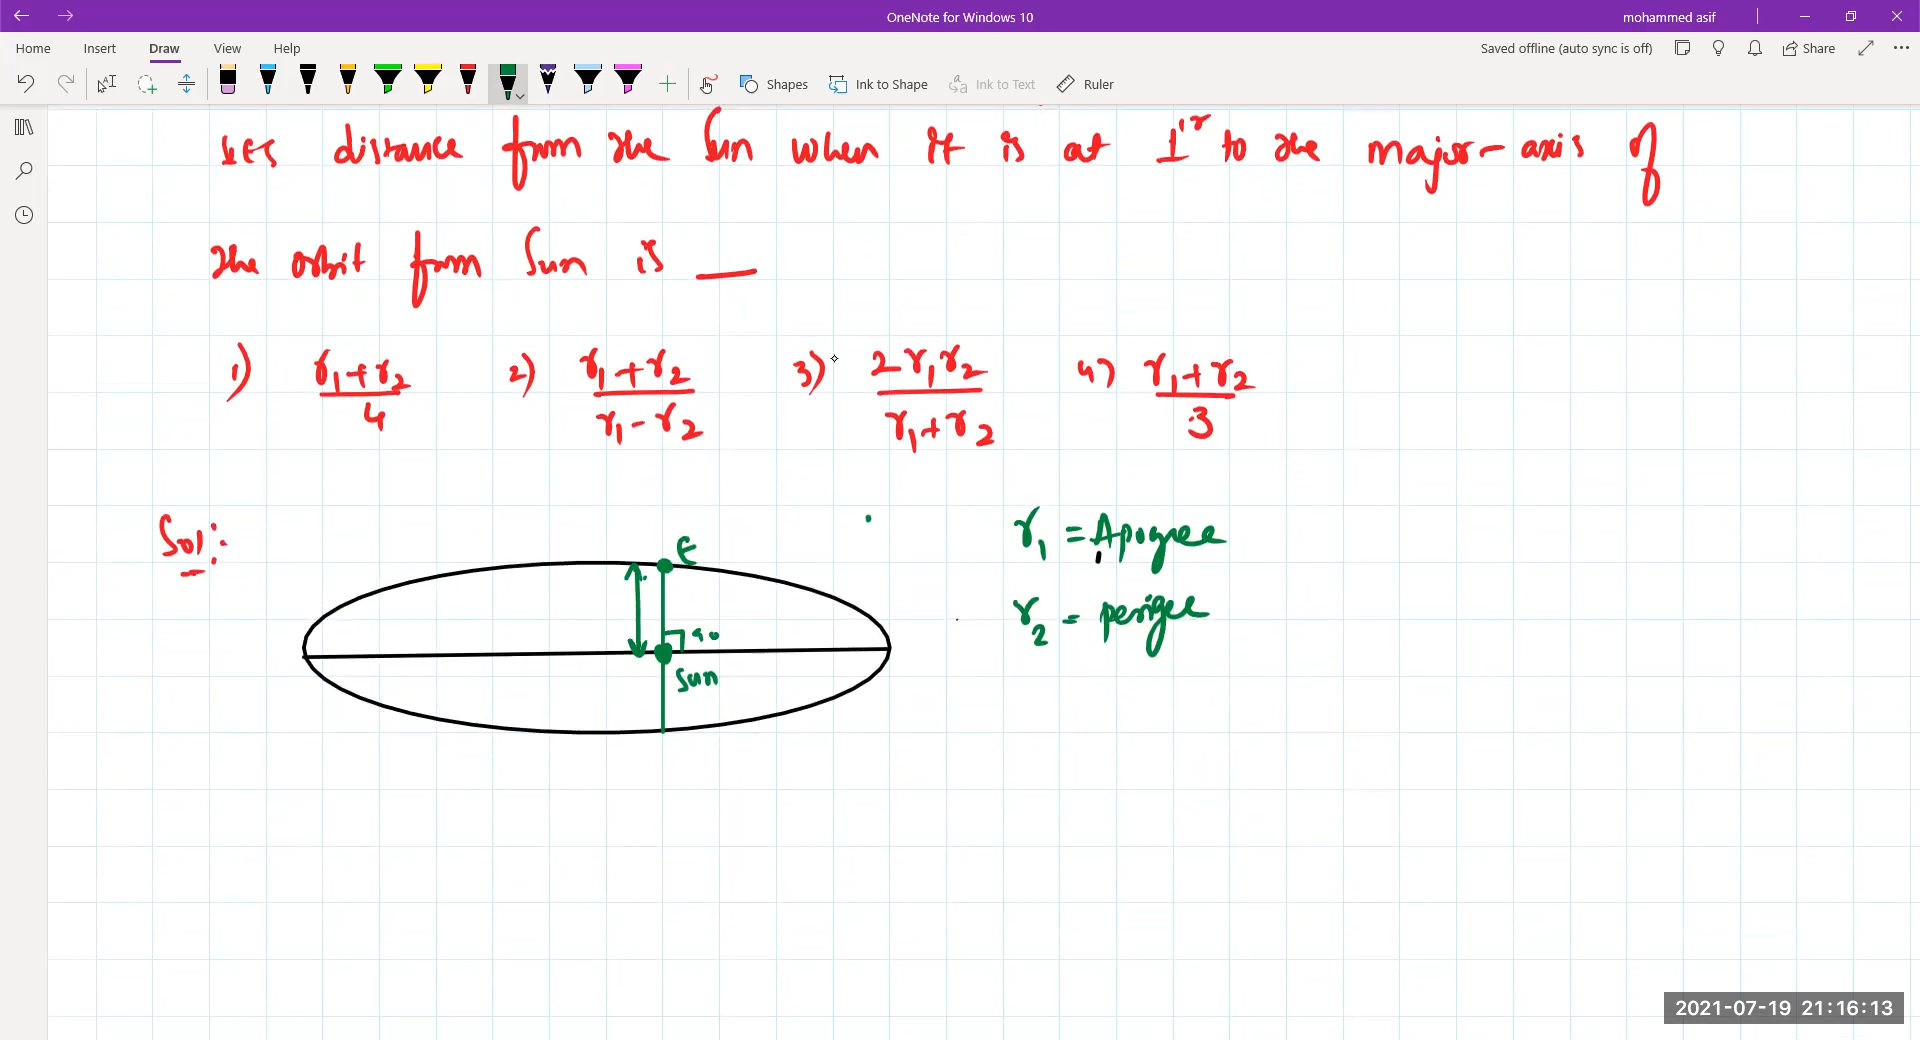 OneNote for Windows 10
mohammed asif
Home Insert Draw View Help
Saved offline (auto sync is off) Share
Shapes Ink to Shape Ink to Text Ruler
its distance from the Sun when it is at ⊥'r to the major-axis of
the orbit from Sun is ___
1) r₁+r₂/4 2) r₁+r₂/r₁-r₂ 3) 2r₁r₂/r₁+r₂ 4) r₁+r₂/3
Sol:
r₁ = Apogee
E
r₂ = perigee
90
Sun
2021-07-19 21:16:13